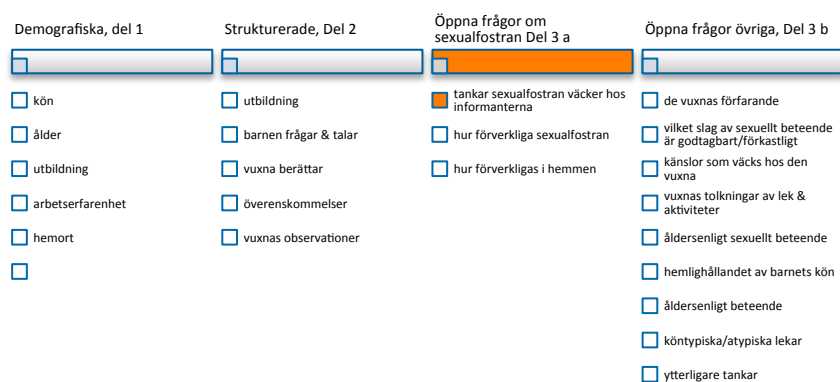 Demografiska, del 1
kön
ålder
utbildning
arbetserfarenhet
hemort
Strukturerade, Del 2
utbildning
barnen frågar & talar
vuxna berättar
överenskommelser
vuxnas observationer
Öppna frågor om
sexualfostran Del 3 a
tankar sexualfostran väcker hos
informanterna
hur förverkliga sexualfostran
hur förverkligas i hemmen
Öppna frågor övriga, Del 3 b
de vuxnas förfarande
vilket slag av sexuellt beteende
är godtagbart/förkastligt
känslor som väcks hos den
vuxna
vuxnas tolkningar av lek &
aktiviteter
åldersenligt sexuellt beteende
hemlighållandet av barnets kön
åldersenligt beteende
köntypiska/atypiska lekar
ytterligare tankar